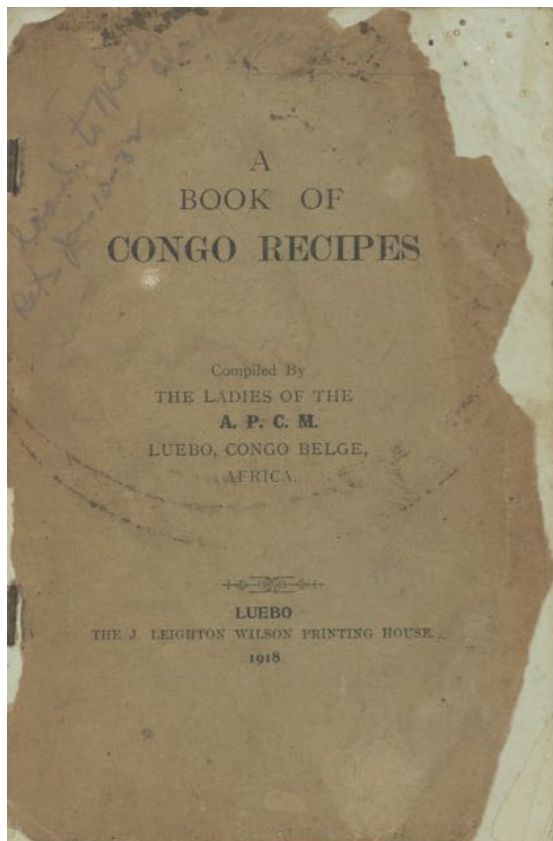 to
A
BOOK OF
CONGO RECIPES
Compiled By
THE LADIES OF THE
A. P. C. M.
LUEBO, CONGO BELGE,
AFRICA.
LUEBO
THE J. LEIGHTON WILSON PRINTING HOUSE.
1918